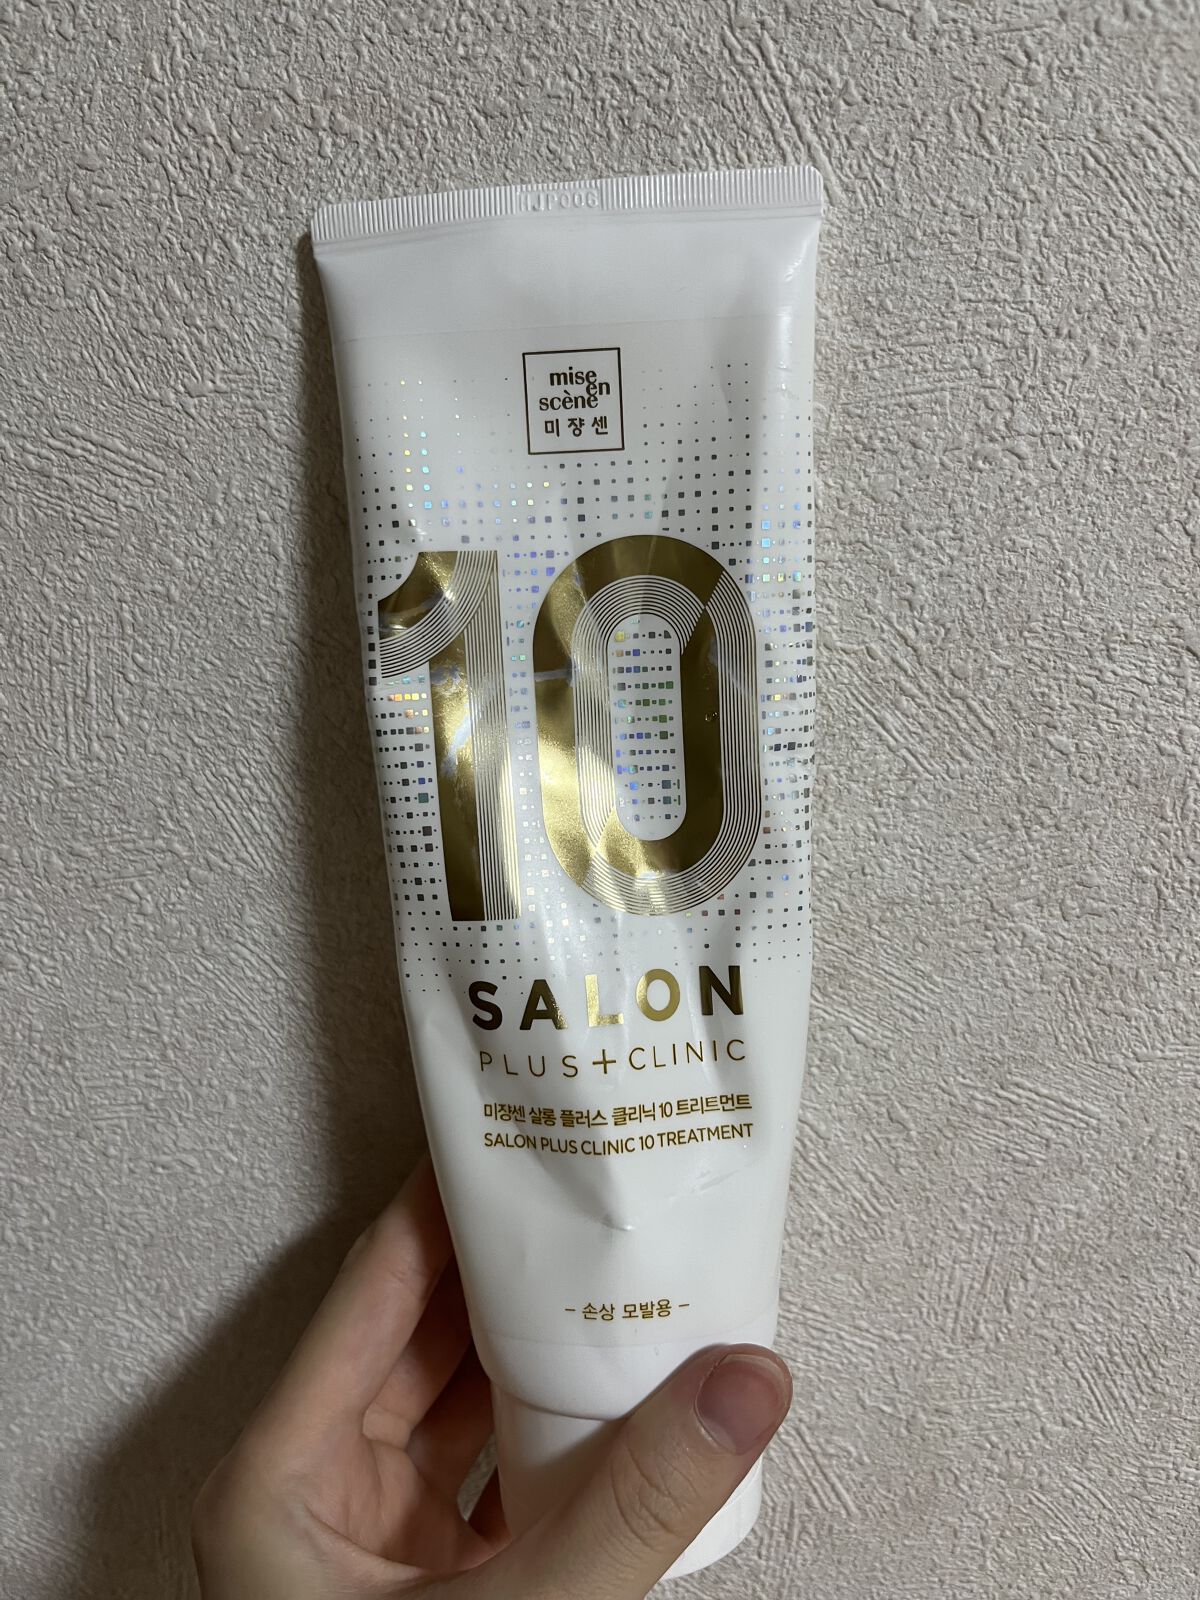 mise
en
scène
미쟝센
10
SALON
PLUS+CLINIC
미쟝센 살롱 플러스 클리닉 10 트리트먼트
SALON PLUS CLINIC 10 TREATMENT
- 손상 모발용 -